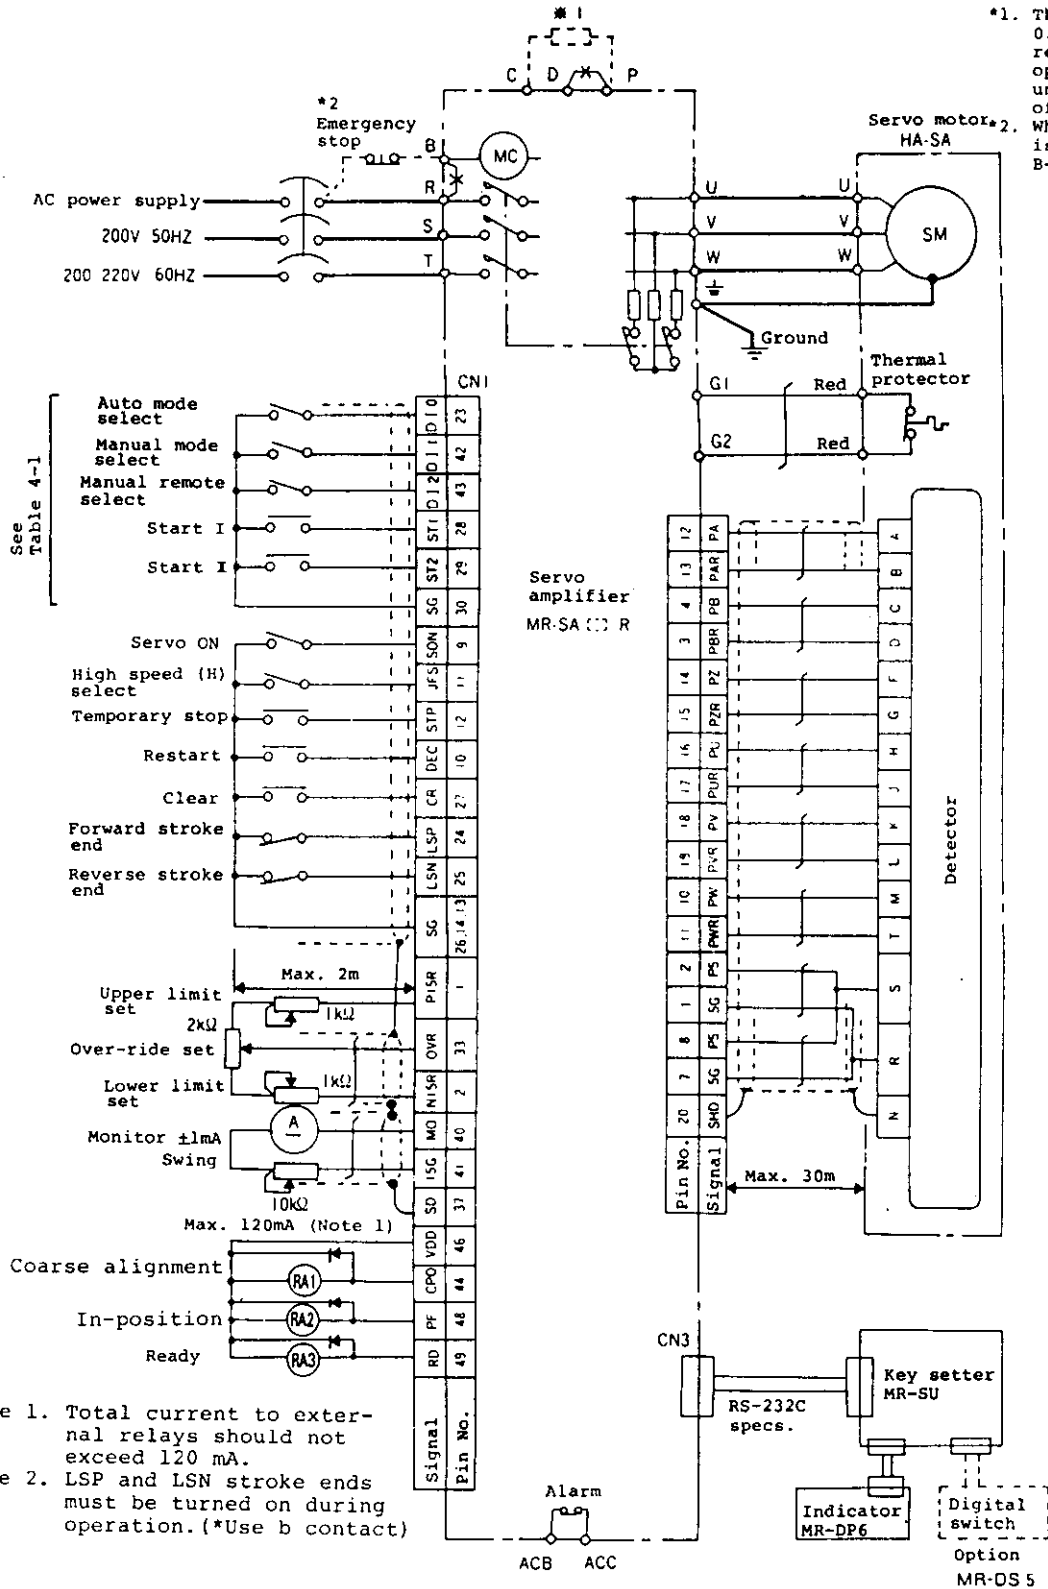 ※1
*1. Th
0.
re
op
un
of
*2. Wh
is
B-
C D P
*2
Emergency
stop
B
MC
R
S
T
AC power supply
200V 50HZ
200 220V 60HZ
U
V
W
Servo motor
HA-SA
U
V
W
SM
Ground
Thermal
protector
G1 Red
G2 Red
CN1
See
Table 4-1
Auto mode
select
DI0 23
Manual mode
select
DI1 42
Manual remote
select
DI2 43
Start I
ST1 28
Start II
ST2 29
SG 30
Servo ON
SON 9
High speed (H)
select
JFS 11
Temporary stop
STP 12
Restart
DEC 10
Clear
CR 27
Forward stroke
end
LSP 24
Reverse stroke
end
LSN 25
SG 26,14,13
Max. 2m
P15R 1
Upper limit
set
1kΩ
2kΩ
Over-ride set
OVR 33
Lower limit
set
1kΩ
N15R 2
A
Monitor ±1mA
Swing
MO 40
10kΩ
ISG 41
SD 37
Max. 120mA (Note 1)
VDD 46
Coarse alignment
RA1
CPO 44
In-position
RA2
PF 48
Ready
RA3
RD 49
Signal Pin No.
Servo
amplifier
MR-SA R
12 PA A
13 PAR B
4 PB C
3 PBR D
14 PZ F
15 PZR G
16 PU H
17 PUR J
18 PV K
19 PVR L
10 PW M
11 PWR T
2 P5 S
1 SG
8 P5 R
7 SG
20 SHD N
Pin No. Signal
Max. 30m
Detector
CN3
RS-232C
specs.
Key setter
MR-SU
Indicator
MR-DP6
Digital
switch
Option
MR-DS 5
Alarm
ACB ACC
e 1. Total current to exter-
nal relays should not
exceed 120 mA.
e 2. LSP and LSN stroke ends
must be turned on during
operation. (*Use b contact)